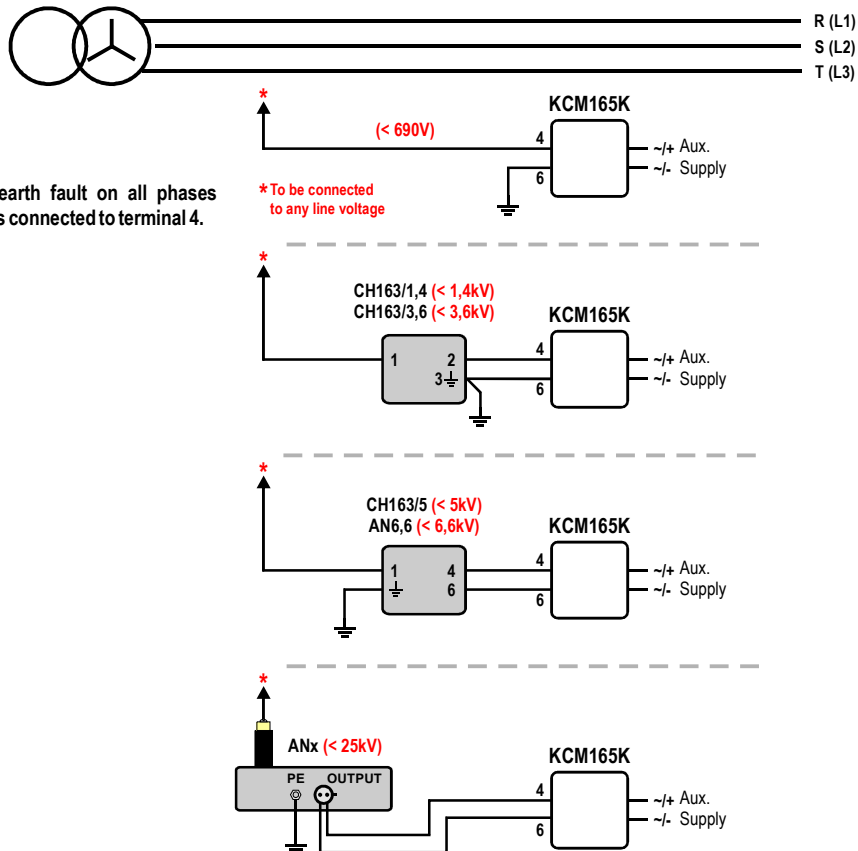 R (L1)
S (L2)
T (L3)
earth fault on all phases
s connected to terminal 4.
*
(< 690V)
* To be connected
to any line voltage
KCM165K
4
6
~/+ Aux.
~/- Supply
*
CH163/1,4 (< 1,4kV)
CH163/3,6 (< 3,6kV)
1 2
3
KCM165K
4
6
~/+ Aux.
~/- Supply
*
CH163/5 (< 5kV)
AN6,6 (< 6,6kV)
1 4
6
KCM165K
4
6
~/+ Aux.
~/- Supply
*
ANx (< 25kV)
PE OUTPUT
KCM165K
4
6
~/+ Aux.
~/- Supply